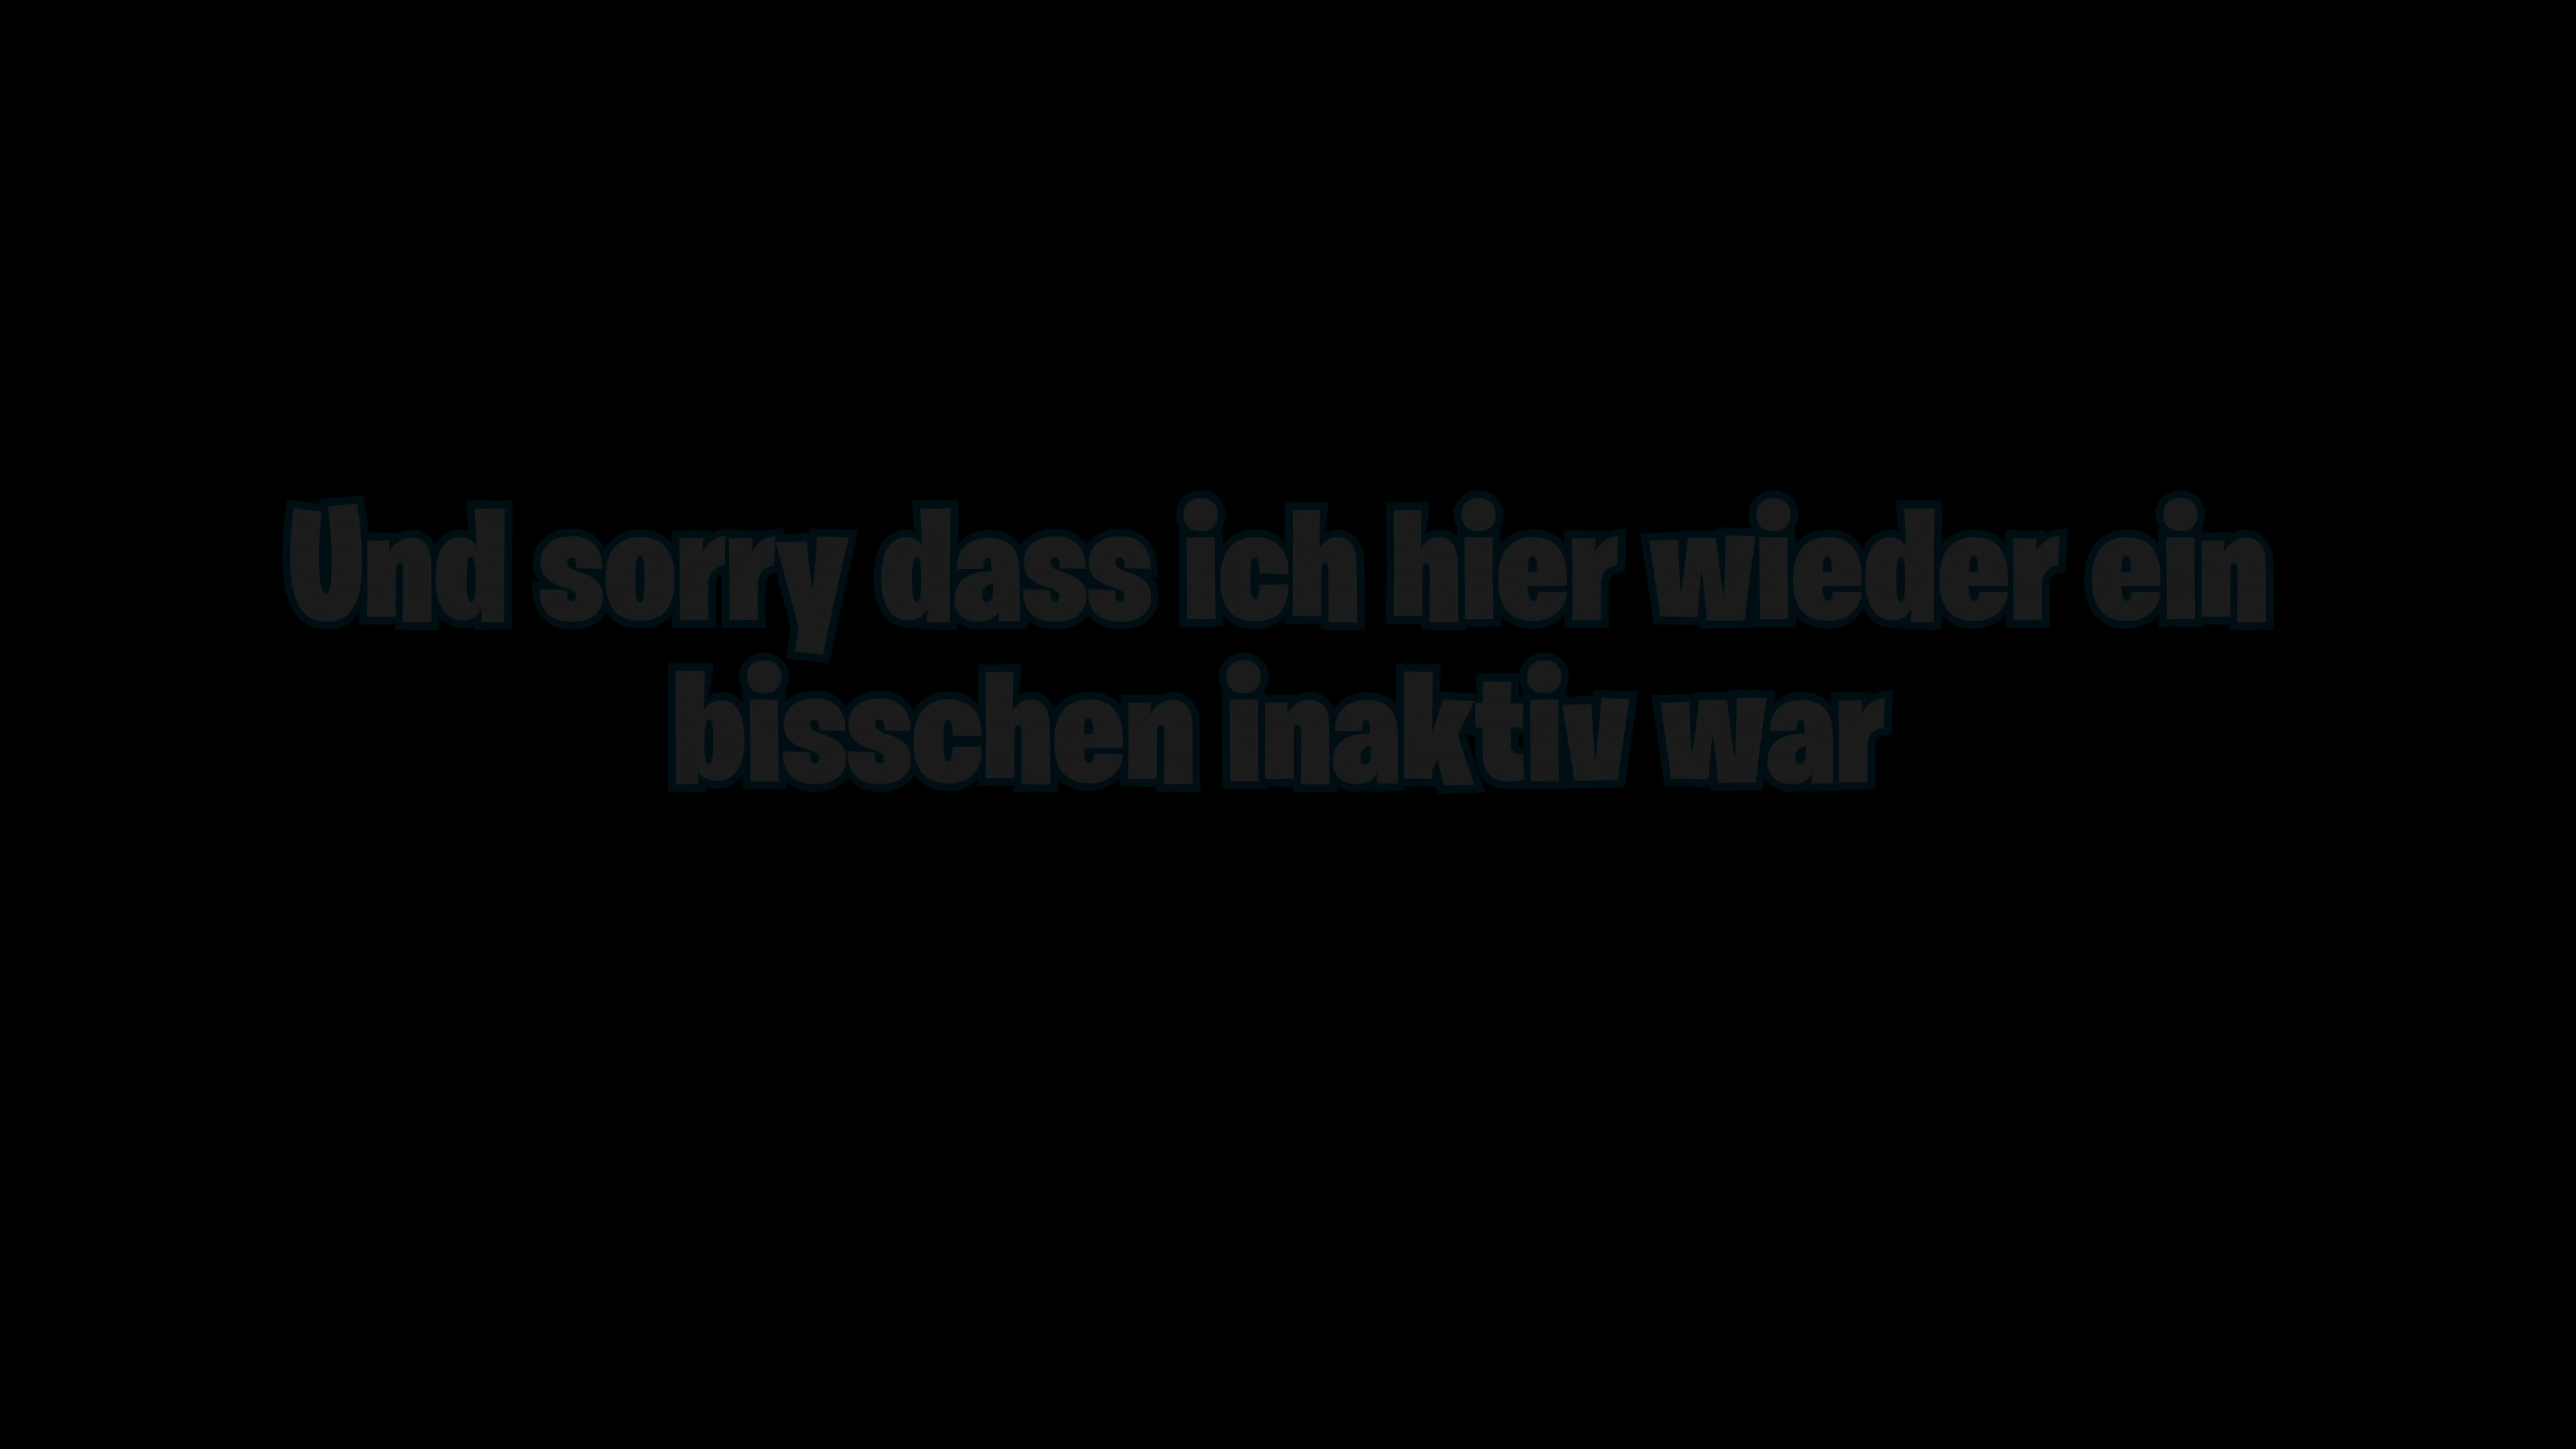 Und sorry dass ich hier wieder ein
bisschen inaktiv war